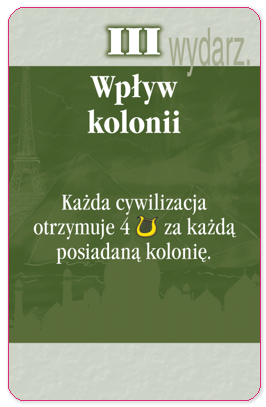 III
wydarz.
Wpływ
kolonii
Każda cywilizacja
otrzymuje 4 za każdą
posiadaną kolonię.